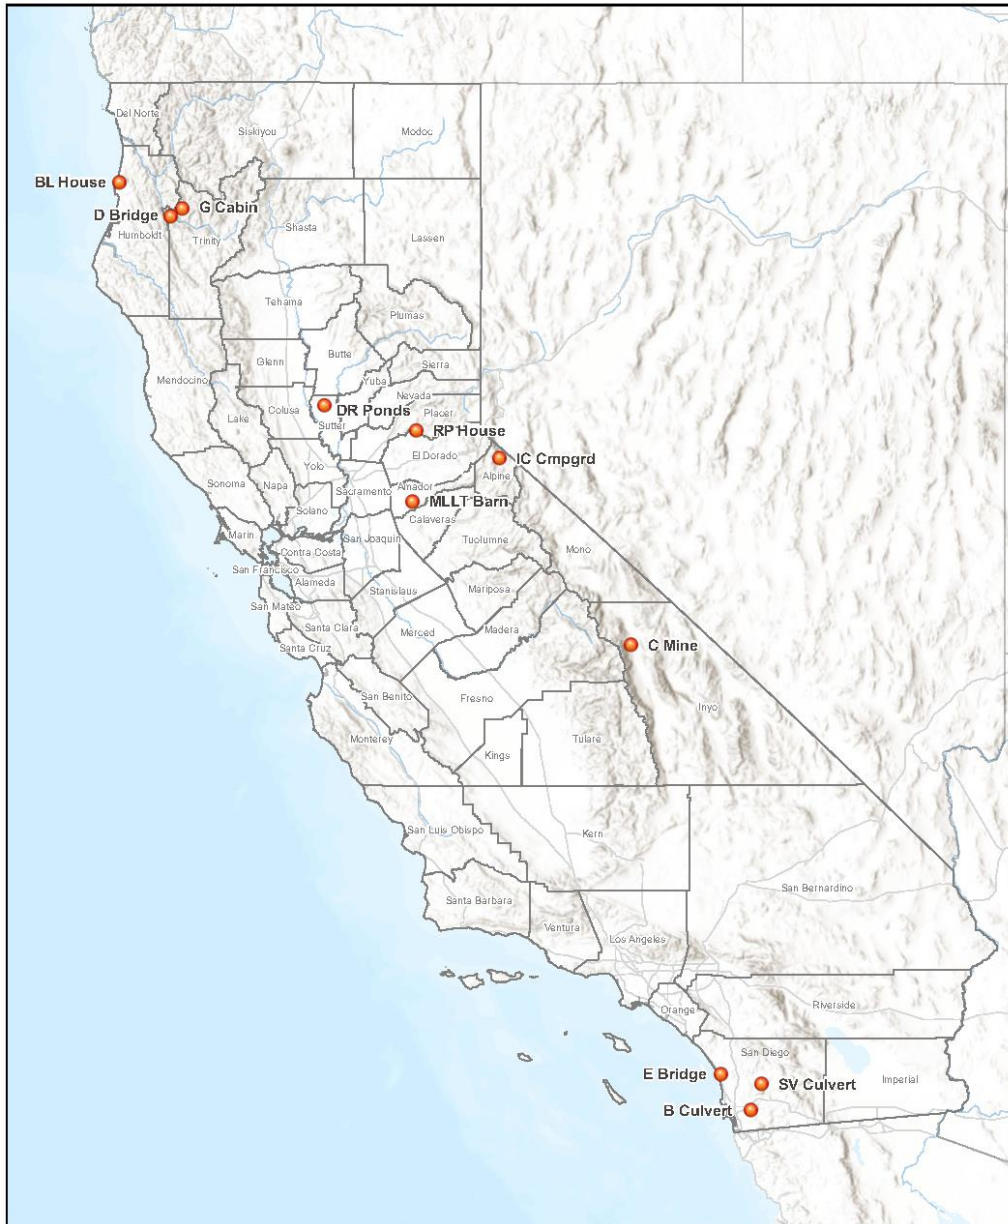 Del Norte
Siskiyou
Modoc
BL House
G Cabin
D Bridge
Humboldt
Trinity
Shasta
Lassen
Tehama
Plumas
Glenn
Butte
Sierra
Mendocino
Yuba
Nevada
Colusa
Placer
Lake
DR Ponds
Sutter
RP House
El Dorado
IC Cmpgrd
Yolo
Alpine
Sonoma
Napa
Sacramento
Amador
Solano
MLLT Barn
Calaveras
Marin
San Joaquin
Tuolumne
Contra Costa
Mono
San Francisco
Alameda
Stanislaus
Mariposa
San Mateo
Santa Clara
Merced
Madera
Santa Cruz
C Mine
San Benito
Fresno
Inyo
Monterey
Tulare
Kings
San Luis Obispo
Kern
San Bernardino
Santa Barbara
Ventura
Los Angeles
Riverside
Orange
San Diego
E Bridge
SV Culvert
Imperial
B Culvert